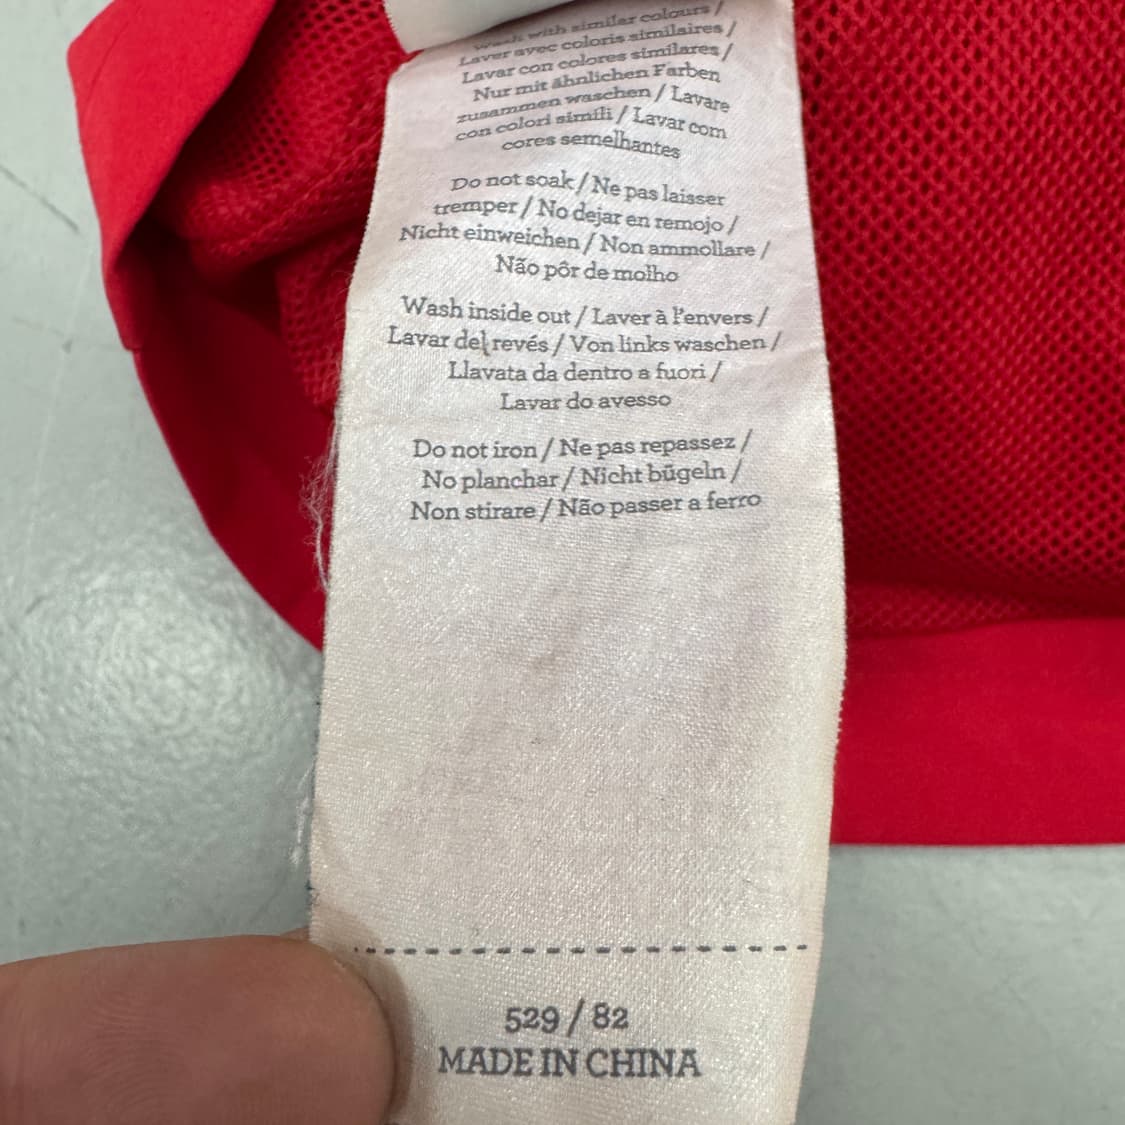 Wash with similar colours /
Laver avec coloris similaires /
Lavar con colores similares /
Nur mit ähnlichen Farben
zusammen waschen / Lavare
con colori simili / Lavar com
cores semelhantes
Do not soak / Ne pas laisser
tremper / No dejar en remojo /
Nicht einweichen / Non ammollare /
Não pôr de molho
Wash inside out / Laver à l'envers /
Lavar del revés / Von links waschen /
Llavata da dentro a fuori /
Lavar do avesso
Do not iron / Ne pas repassez /
No planchar / Nicht bügeln /
Non stirare / Não passer a ferro
529 / 82
MADE IN CHINA